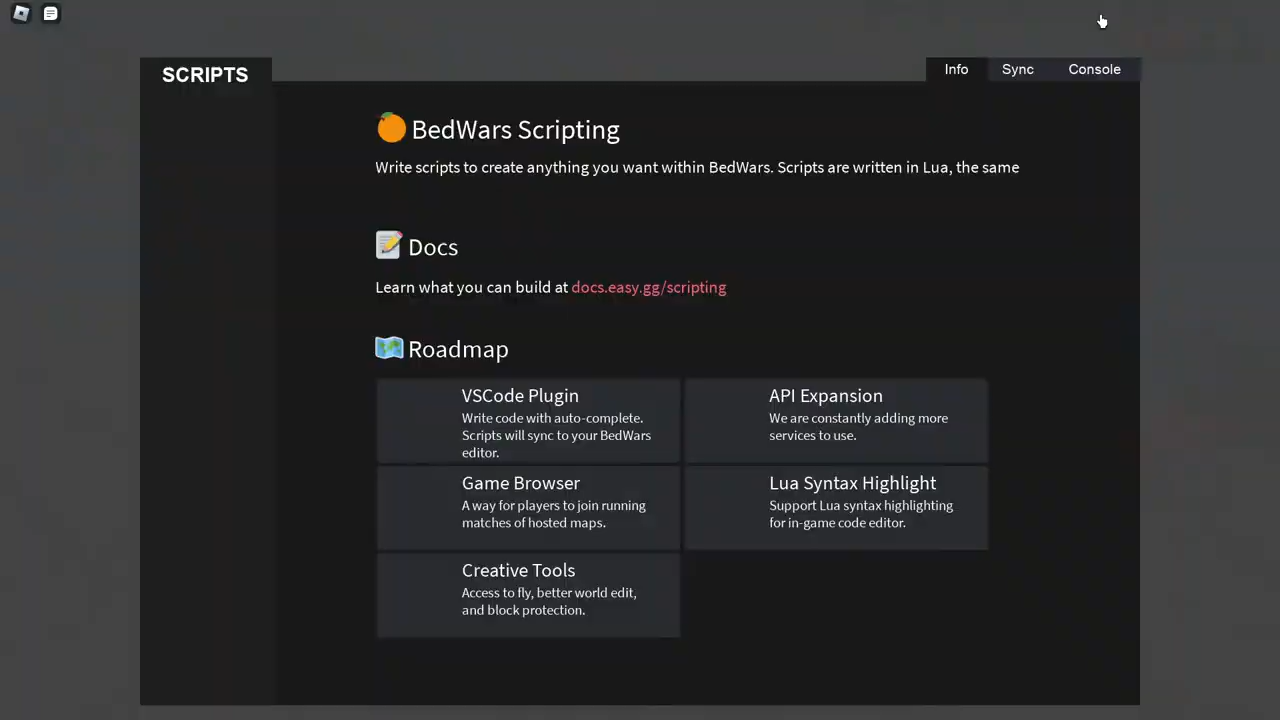 SCRIPTS
Info
Sync
Console
BedWars Scripting
Write scripts to create anything you want within BedWars. Scripts are written in Lua, the same
Docs
Learn what you can build at docs.easy.gg/scripting
Roadmap
VSCode Plugin
Write code with auto-complete.
Scripts will sync to your BedWars
editor.
API Expansion
We are constantly adding more
services to use.
Game Browser
A way for players to join running
matches of hosted maps.
Lua Syntax Highlight
Support Lua syntax highlighting
for in-game code editor.
Creative Tools
Access to fly, better world edit,
and block protection.